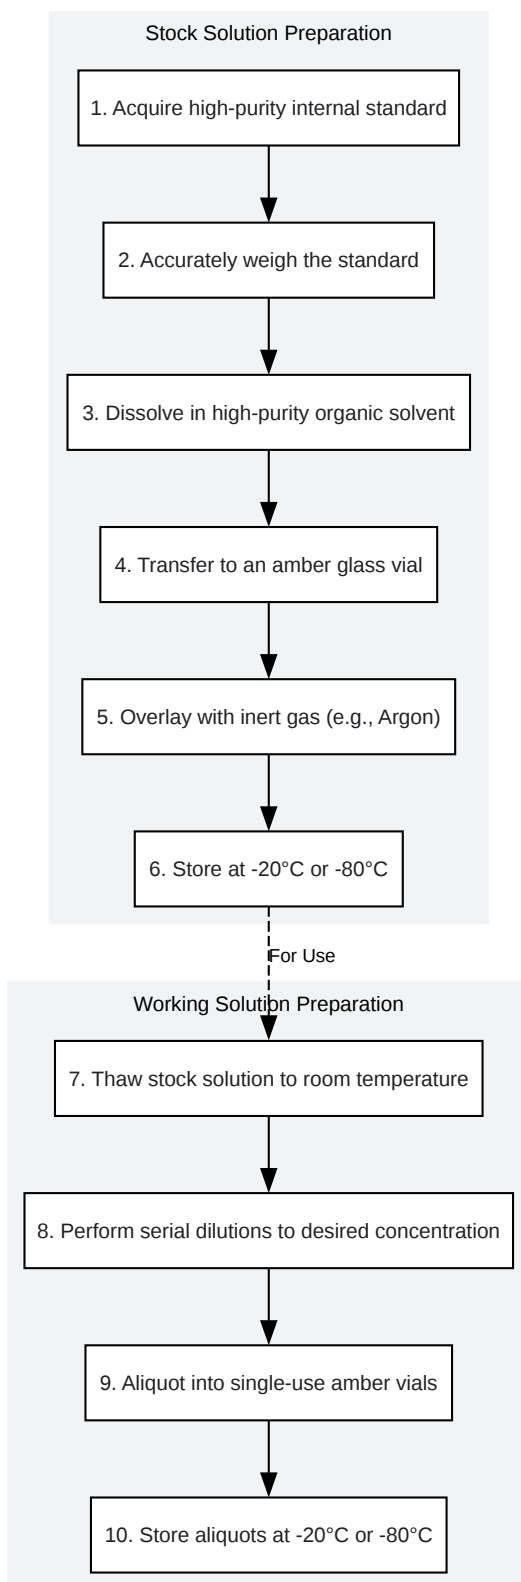 Stock Solution Preparation
1. Acquire high-purity internal standard
2. Accurately weigh the standard
3. Dissolve in high-purity organic solvent
4. Transfer to an amber glass vial
5. Overlay with inert gas (e.g., Argon)
6. Store at -20°C or -80°C
For Use
Working Solution Preparation
7. Thaw stock solution to room temperature
8. Perform serial dilutions to desired concentration
9. Aliquot into single-use amber vials
10. Store aliquots at -20°C or -80°C